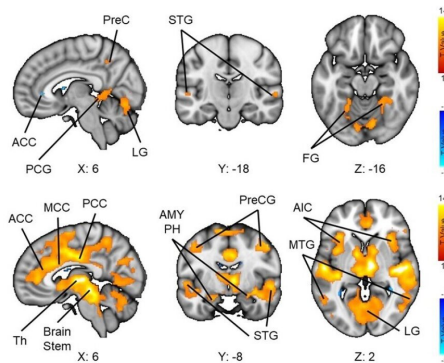 PreC
STG
ACC
PCG
LG
FG
X: 6
Y: -18
Z: -16
ACC
MCC
PCC
AMY
PH
PreCG
AIC
MTG
Th
Brain
Stem
STG
LG
X: 6
Y: -8
Z: 2